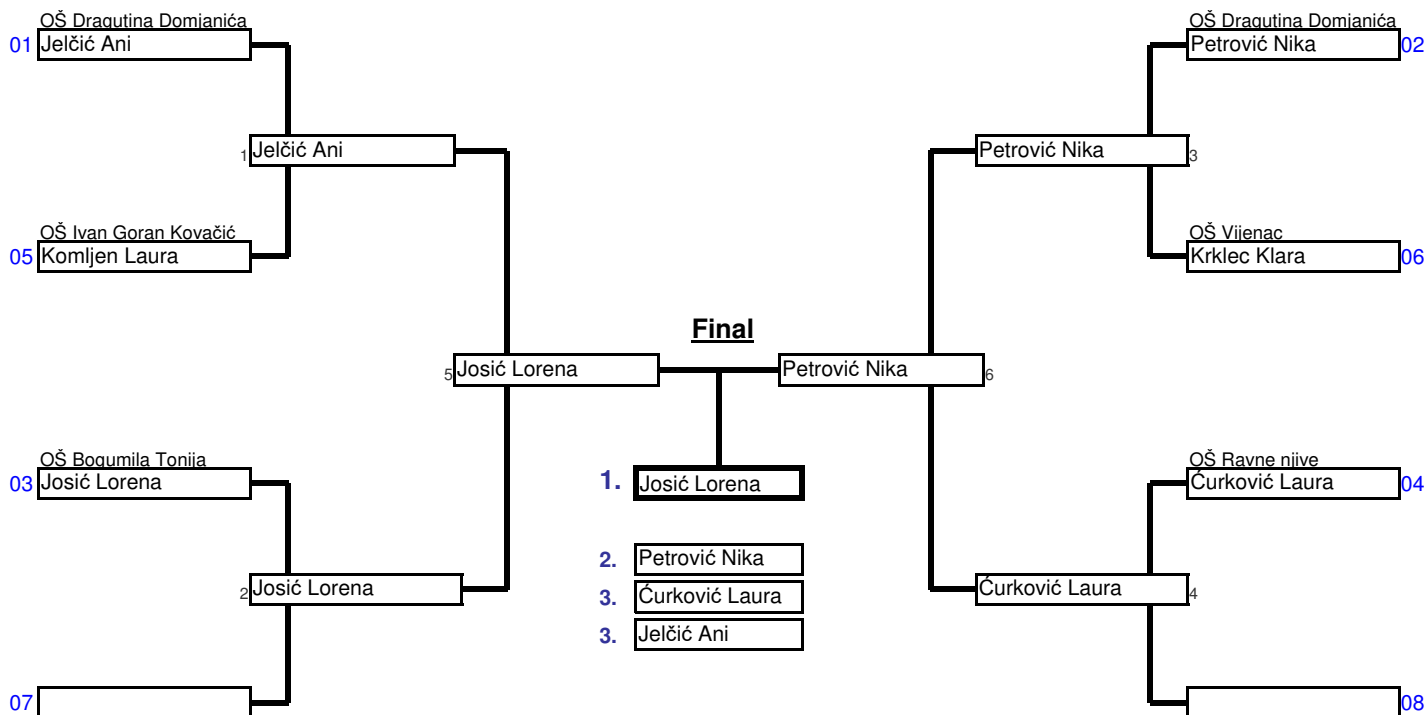 OŠ Dragutina Domjanića
01 Jelčić Ani
OŠ Dragutina Domjanića
Petrović Nika 02
1 Jelčić Ani
Petrović Nika 3
OŠ Ivan Goran Kovačić
05 Komljen Laura
OŠ Vijenac
Krklec Klara 06
Final
5 Josić Lorena
Petrović Nika 6
OŠ Bogumila Tonija
03 Josić Lorena
1. Josić Lorena
OŠ Ravne njive
Ćurković Laura 04
2. Petrović Nika
3. Ćurković Laura
3. Jelčić Ani
2 Josić Lorena
Ćurković Laura 4
07
08